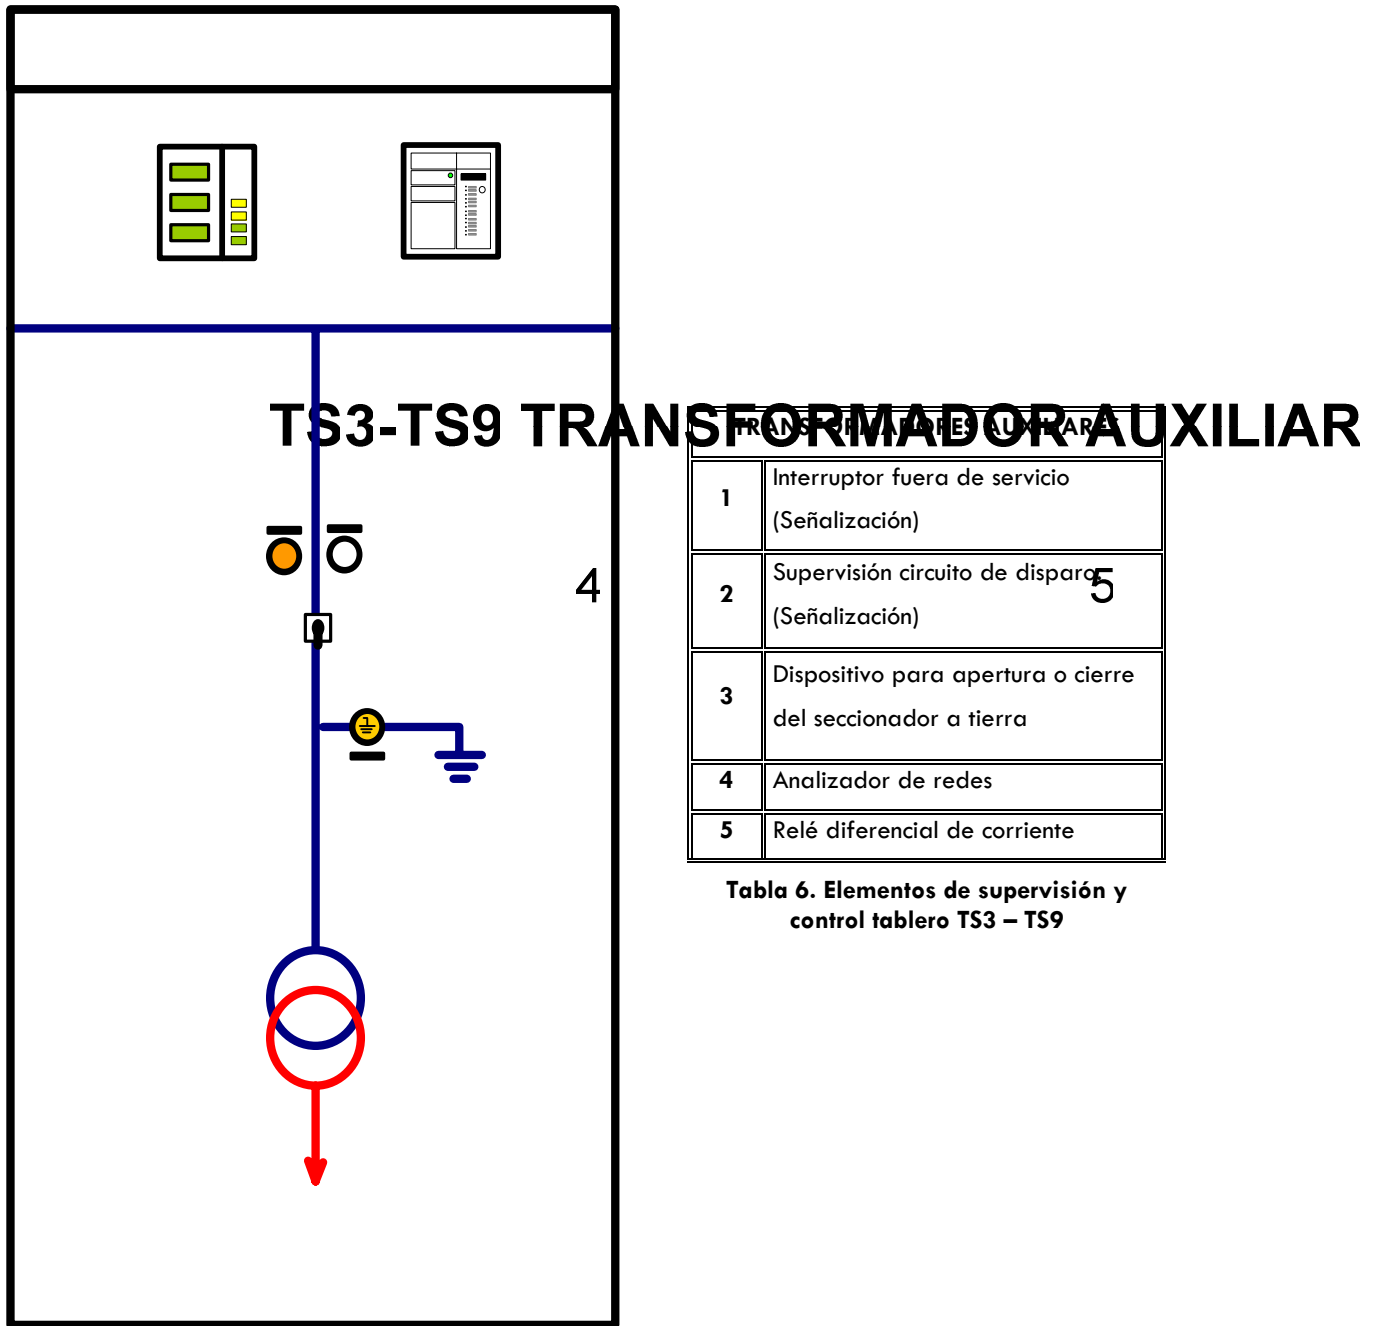 TS3-TS9 TRANSFORMADOR AUXILIAR
TRANSFORMADORES AUXILIARES
1
Interruptor fuera de servicio
(Señalización)
4
2
Supervisión circuito de disparo.
(Señalización)
5
3
Dispositivo para apertura o cierre
del seccionador a tierra
4 Analizador de redes
5 Relé diferencial de corriente
Tabla 6. Elementos de supervisión y
control tablero TS3 – TS9